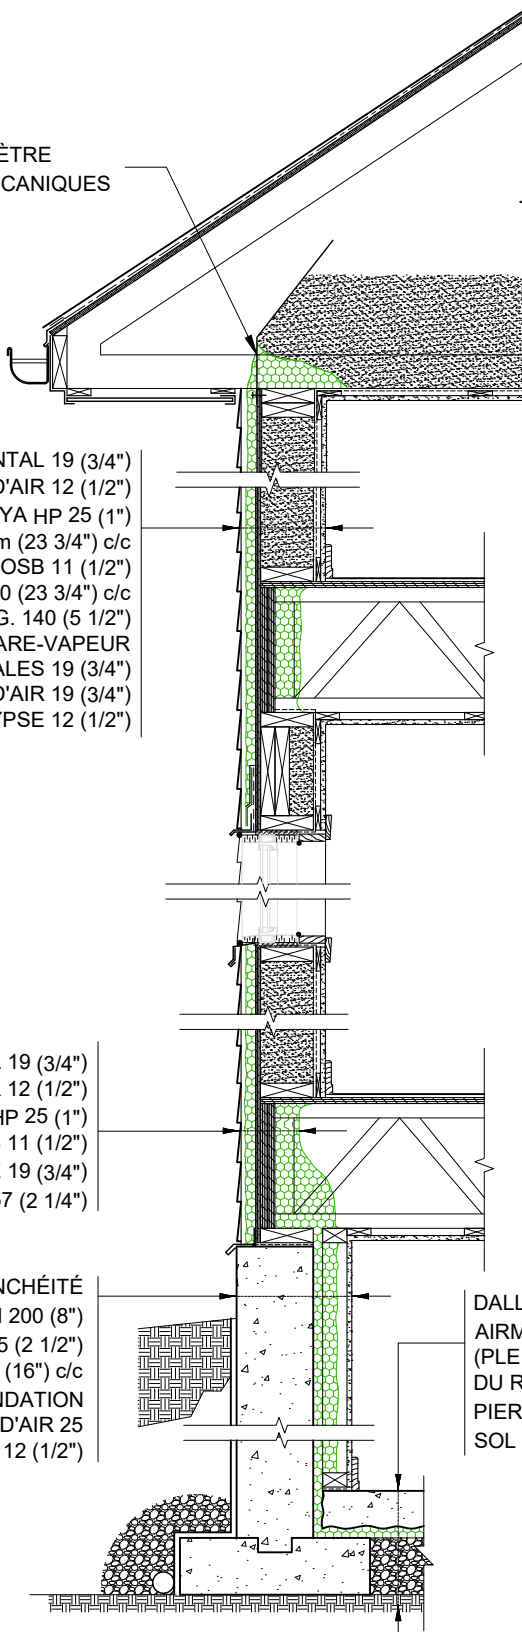 ÈTRE
CANIQUES
NTAL 19 (3/4")
D'AIR 12 (1/2")
YA HP 25 (1")
m (23 3/4") c/c
OSB 11 (1/2")
0 (23 3/4") c/c
G. 140 (5 1/2")
ARE-VAPEUR
ALES 19 (3/4")
D'AIR 19 (3/4")
YPSE 12 (1/2")
19 (3/4")
12 (1/2")
HP 25 (1")
11 (1/2")
19 (3/4")
57 (2 1/4")
NCHÉITÉ
200 (8")
5 (2 1/2")
(16") c/c
NDATION
D'AIR 25
12 (1/2")
DALL
AIRM
(PLE
DU R
PIER
SOL